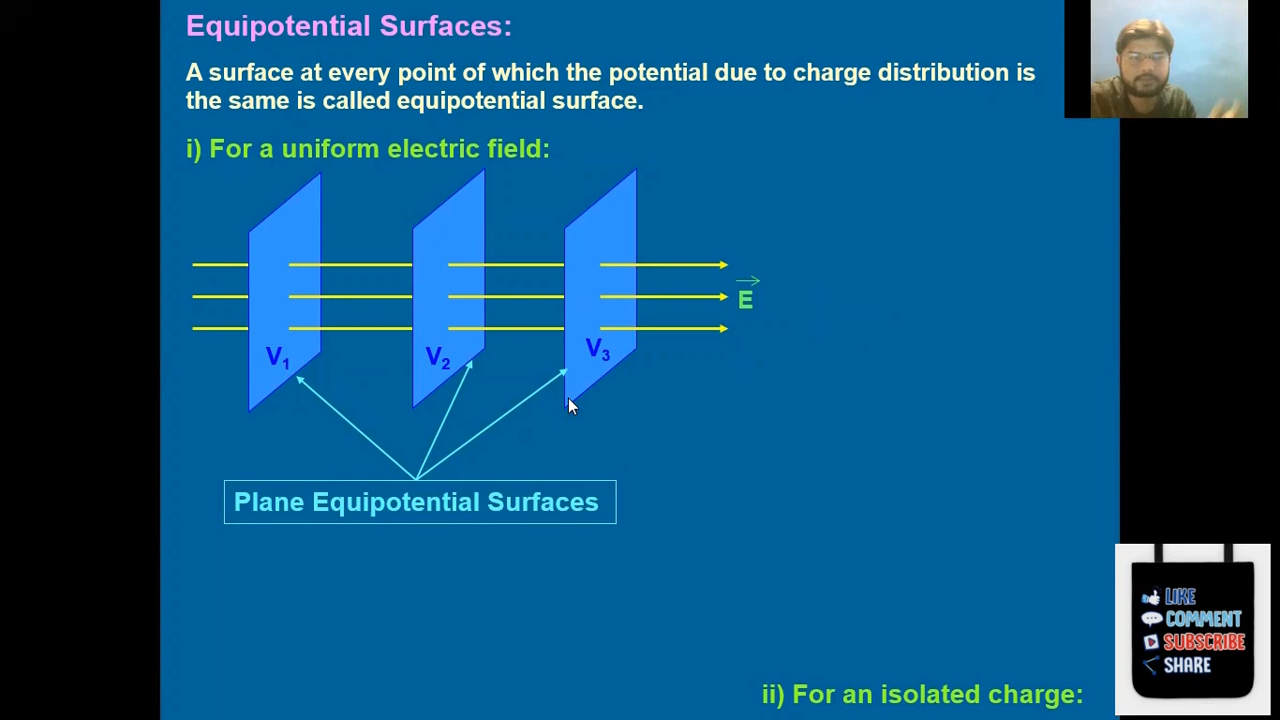 Equipotential Surfaces:
A surface at every point of which the potential due to charge distribution is
the same is called equipotential surface.
i) For a uniform electric field:
E
V1
V2
V3
Plane Equipotential Surfaces
LIKE
COMMENT
SUBSCRIBE
SHARE
ii) For an isolated charge: